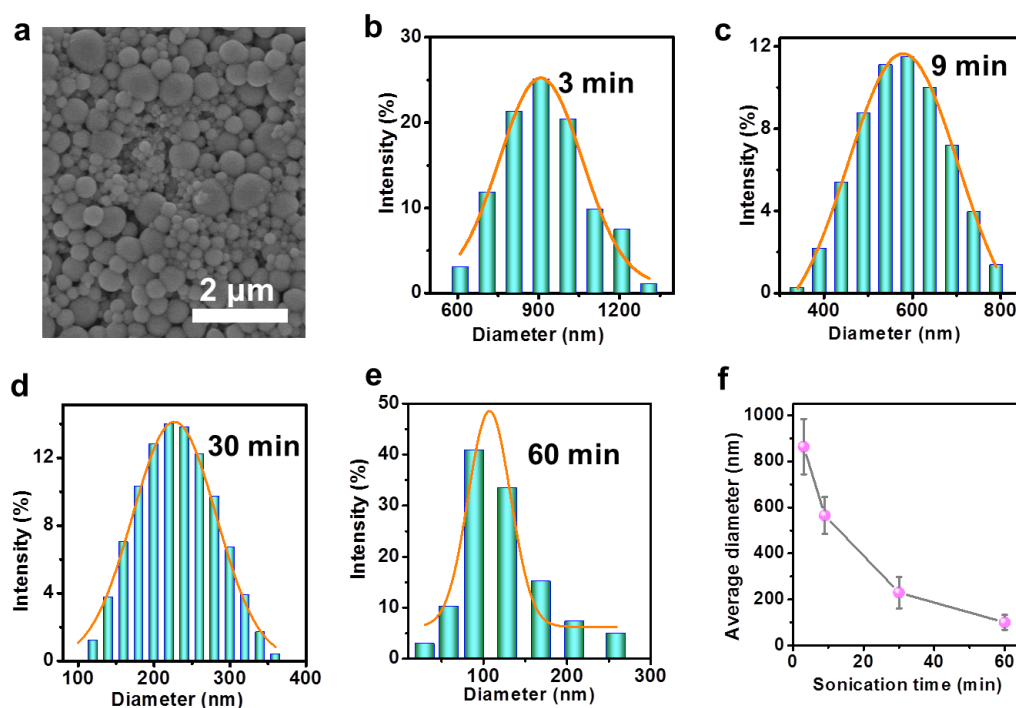 a
2 µm
b
3 min
Intensity (%)
30
20
10
0
600 900 1200
Diameter (nm)
c
9 min
Intensity (%)
12
8
4
0
400 600 800
Diameter (nm)
d
30 min
Intensity (%)
12
8
4
0
100 200 300 400
Diameter (nm)
e
60 min
Intensity (%)
50
40
30
20
10
0
100 200 300
Diameter (nm)
f
Average diameter (nm)
1000
800
600
400
200
0
0 20 40 60
Sonication time (min)